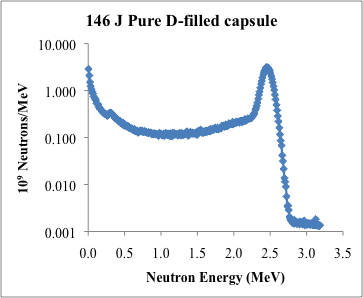 146 J Pure D-filled capsule
10.000
1.000
0.100
0.010
0.001
10⁹ Neutrons/MeV
0.0 0.5 1.0 1.5 2.0 2.5 3.0 3.5
Neutron Energy (MeV)